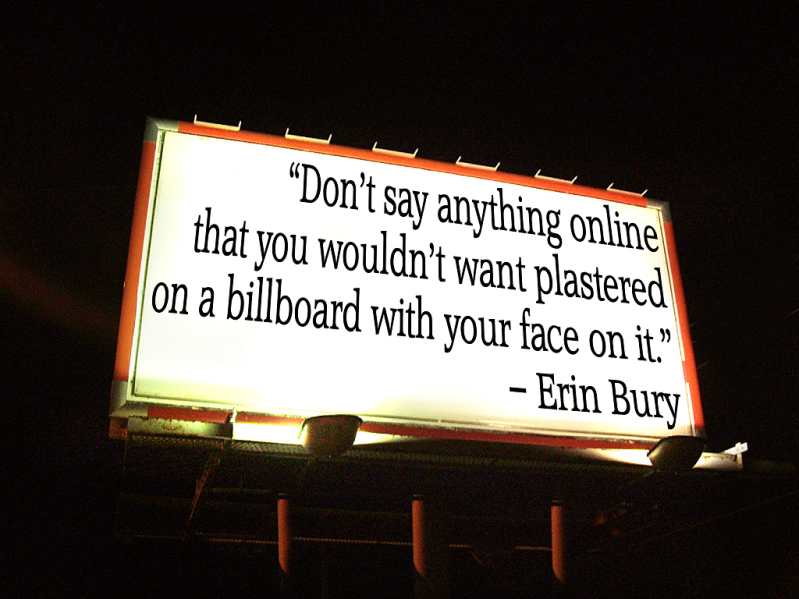 “Don’t say anything online
that you wouldn’t want plastered
on a billboard with your face on it.”
– Erin Bury